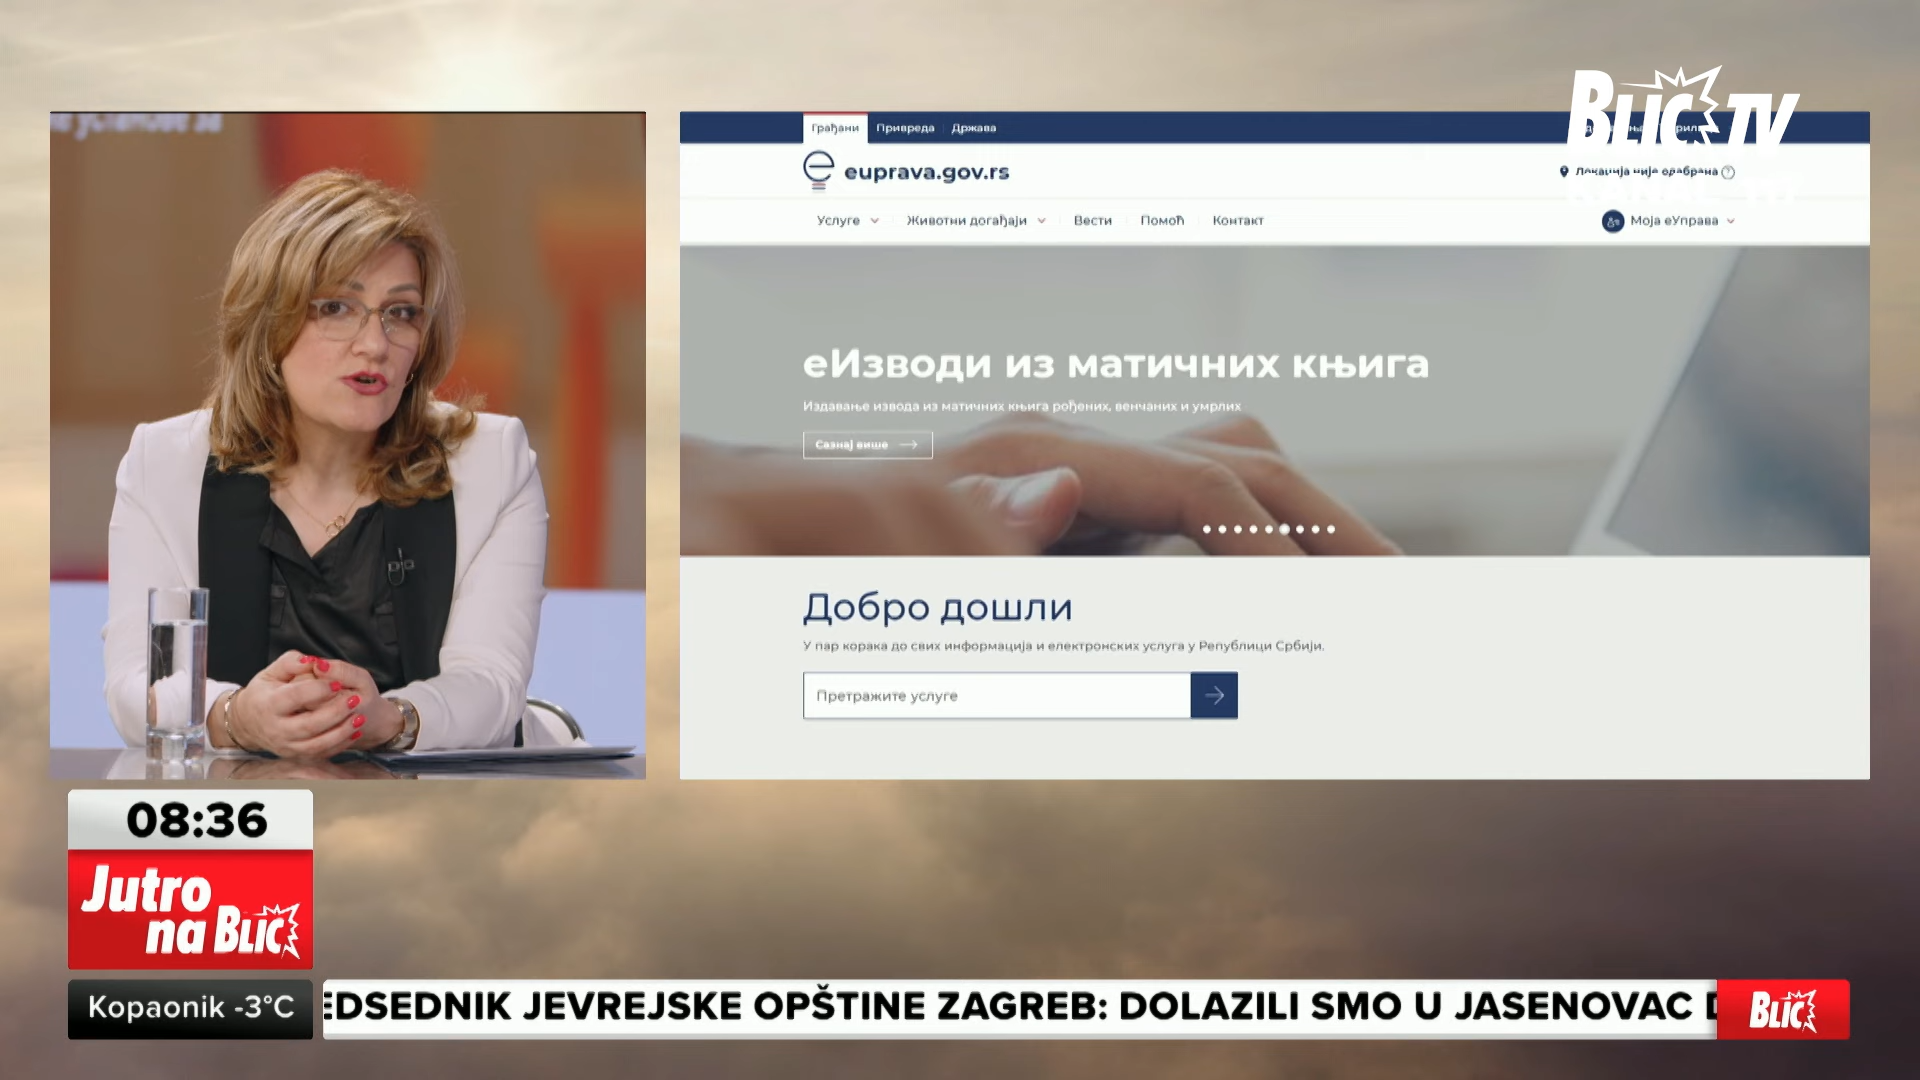 BLIC TV
Грађани Привреда Држава
euprava.gov.rs
Локација није одабрана
Услуге Животни догађаји Вести Помоћ Контакт Моја еУправа
еИзводи из матичних књига
Издавање извода из матичних књига рођених, венчаних и умрлих
Сазнај више
Добро дошли
У пар корака до свих информација и електронских услуга у Републици Србији.
Претражите услуге
08:36
Jutro
na BLIC
Kopaonik -3°C
EDSEDNIK JEVREJSKE OPŠTINE ZAGREB: DOLAZILI SMO U JASENOVAC
BLIC